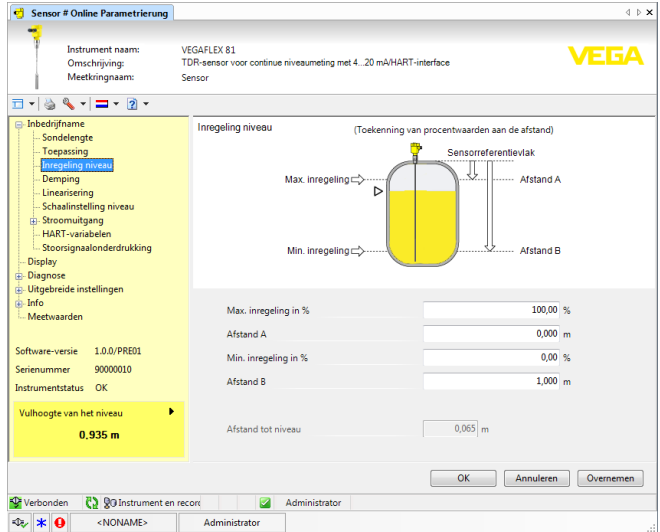 Sensor # Online Parametrierung
Instrument naam: VEGAFLEX 81
Omschrijving: TDR-sensor voor continue niveaumeting met 4...20 mA/HART-interface
Meetkringnaam: Sensor
VEGA
Inbedrijfname
Sondelengte
Toepassing
Inregeling niveau
Demping
Linearisering
Schaalinstelling niveau
Stroomuitgang
HART-variabelen
Stoorsignaalonderdrukking
Display
Diagnose
Uitgebreide instellingen
Info
Meetwaarden
Software-versie 1.0.0/PRE01
Serienummer 90000010
Instrumentstatus OK
Vulhoogte van het niveau
0,935 m
Inregeling niveau
(Toekenning van procentwaarden aan de afstand)
Sensorreferentievlak
Max. inregeling
Afstand A
Min. inregeling
Afstand B
Max. inregeling in % 100,00 %
Afstand A 0,000 m
Min. inregeling in % 0,00 %
Afstand B 1,000 m
Afstand tot niveau 0,065 m
OK Annuleren Overnemen
Verbonden Instrument en record Administrator
<NONAME> Administrator